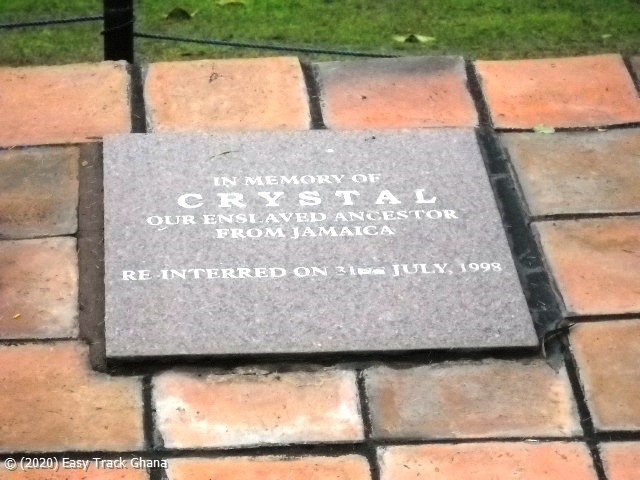 IN MEMORY OF
CRYSTAL
OUR ENSLAVED ANCESTOR
FROM JAMAICA
RE-INTERRED ON 31ST JULY, 1998
© (2020) Easy Track Ghana